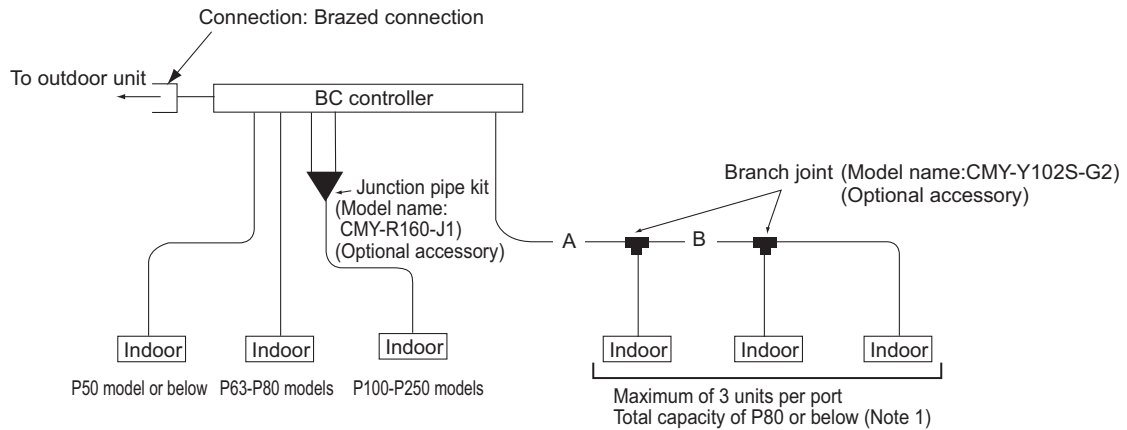 Connection: Brazed connection
To outdoor unit
BC controller
Junction pipe kit
(Model name:
CMY-R160-J1)
(Optional accessory)
Branch joint (Model name:CMY-Y102S-G2)
(Optional accessory)
A
B
Indoor
Indoor
Indoor
Indoor
Indoor
Indoor
P50 model or below
P63-P80 models
P100-P250 models
Maximum of 3 units per port
Total capacity of P80 or below (Note 1)